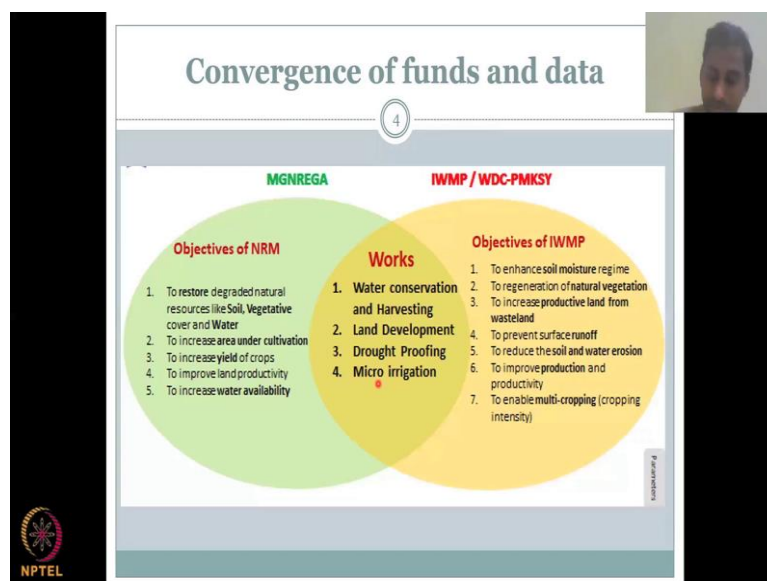 Convergence of funds and data
4
MGNREGA
IWMP / WDC-PMKSY
Objectives of NRM
1. To restore degraded natural
resources like Soil, Vegetative
cover and Water
2. To increase area under cultivation
3. To increase yield of crops
4. To improve land productivity
5. To increase water availability
Works
1. Water conservation
and Harvesting
2. Land Development
3. Drought Proofing
4. Micro irrigation
Objectives of IWMP
1. To enhance soil moisture regime
2. To regeneration of natural vegetation
3. To increase productive land from
wasteland
4. To prevent surface runoff
5. To reduce the soil and water erosion
6. To improve production and
productivity
7. To enable multi-cropping (cropping
intensity)
Parameters
NPTEL